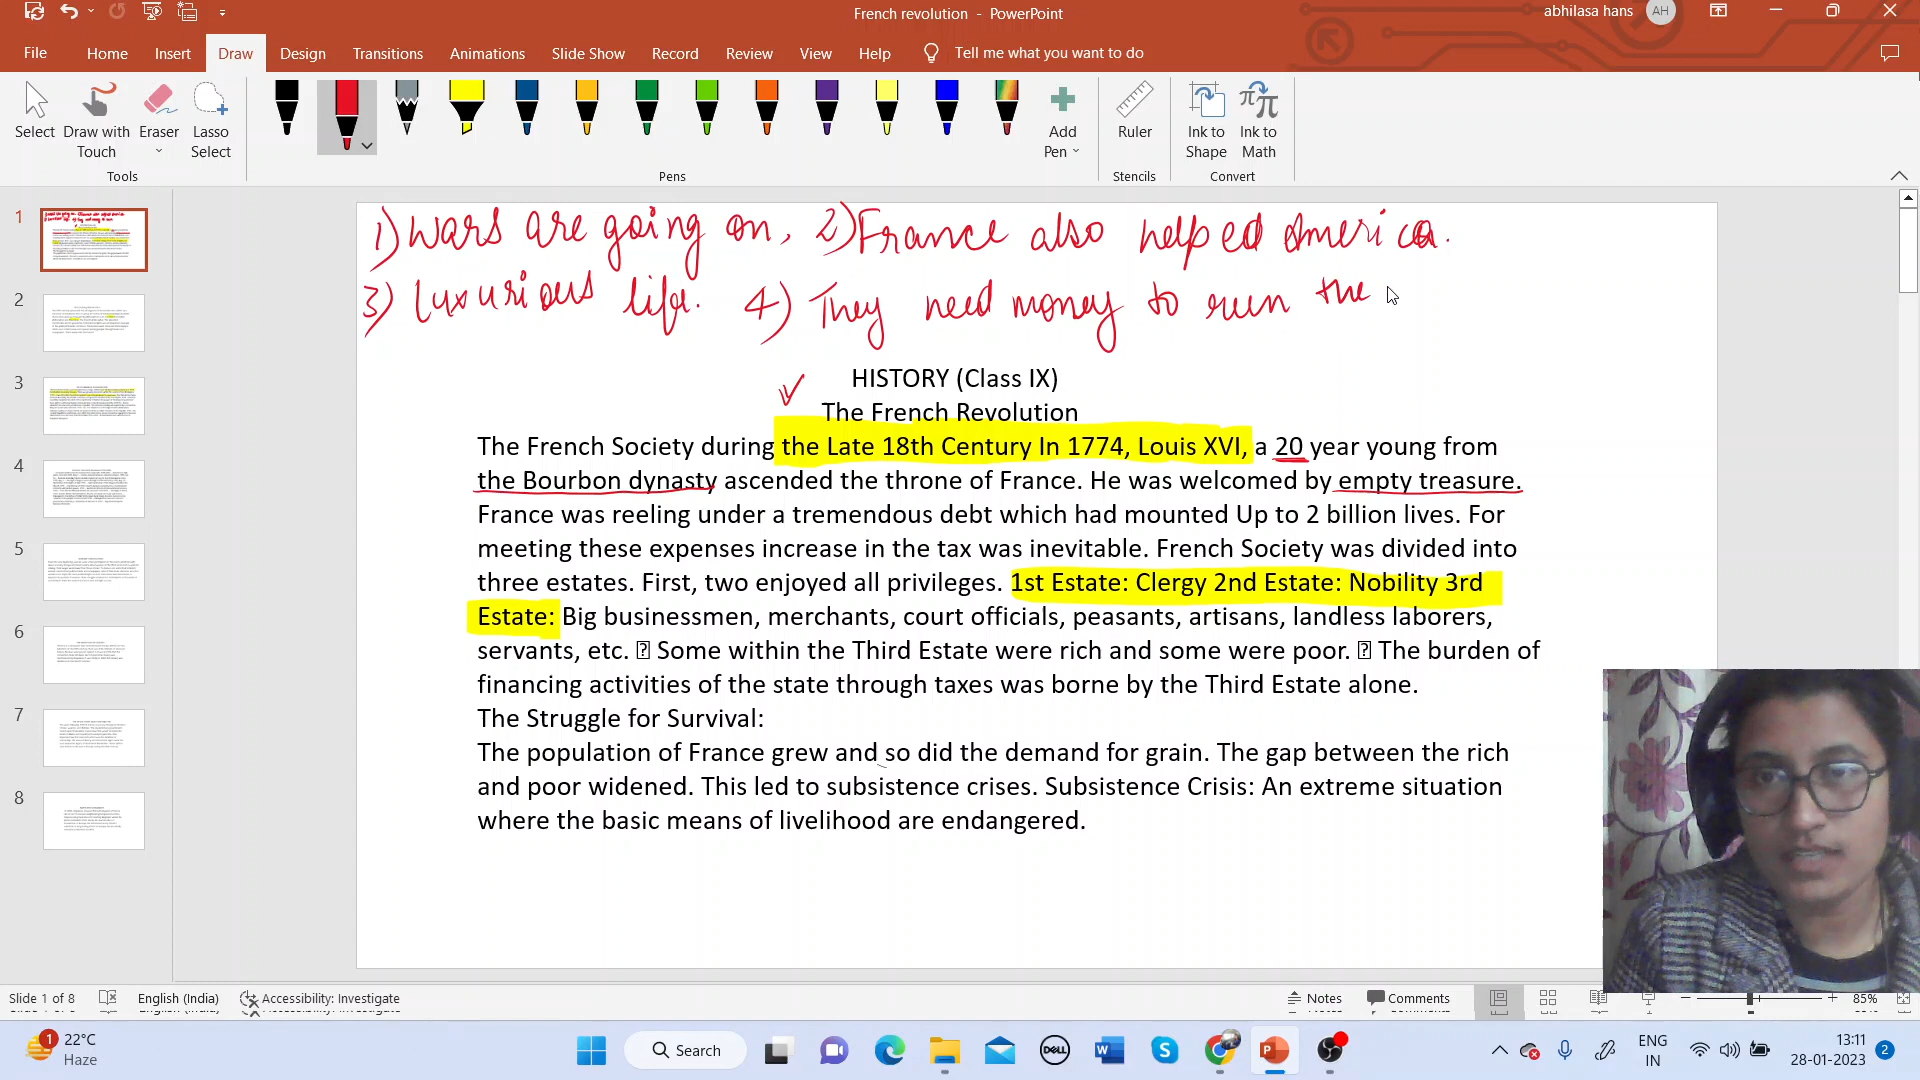 French revolution - PowerPoint
abhilasa hans AH
File Home Insert Draw Design Transitions Animations Slide Show Record Review View Help Tell me what you want to do
Select Draw with Touch Eraser Lasso Select
Add Pen
Ruler
Ink to Shape Ink to Math
Tools Pens Stencils Convert
1
2
3
4
5
6
7
8
1) Wars are going on, 2) France also helped America.
3) Luxurious life. 4) They need money to run the
HISTORY (Class IX)
The French Revolution
The French Society during the Late 18th Century In 1774, Louis XVI, a 20 year young from
the Bourbon dynasty ascended the throne of France. He was welcomed by empty treasure.
France was reeling under a tremendous debt which had mounted Up to 2 billion lives. For
meeting these expenses increase in the tax was inevitable. French Society was divided into
three estates. First, two enjoyed all privileges. 1st Estate: Clergy 2nd Estate: Nobility 3rd
Estate: Big businessmen, merchants, court officials, peasants, artisans, landless laborers,
servants, etc. ⍰ Some within the Third Estate were rich and some were poor. ⍰ The burden of
financing activities of the state through taxes was borne by the Third Estate alone.
The Struggle for Survival:
The population of France grew and so did the demand for grain. The gap between the rich
and poor widened. This led to subsistence crises. Subsistence Crisis: An extreme situation
where the basic means of livelihood are endangered.
Slide 1 of 8 English (India) Accessibility: Investigate Notes Comments 85%
1 22°C
Haze
Search
DELL
ENG
IN
13:11
28-01-2023
2